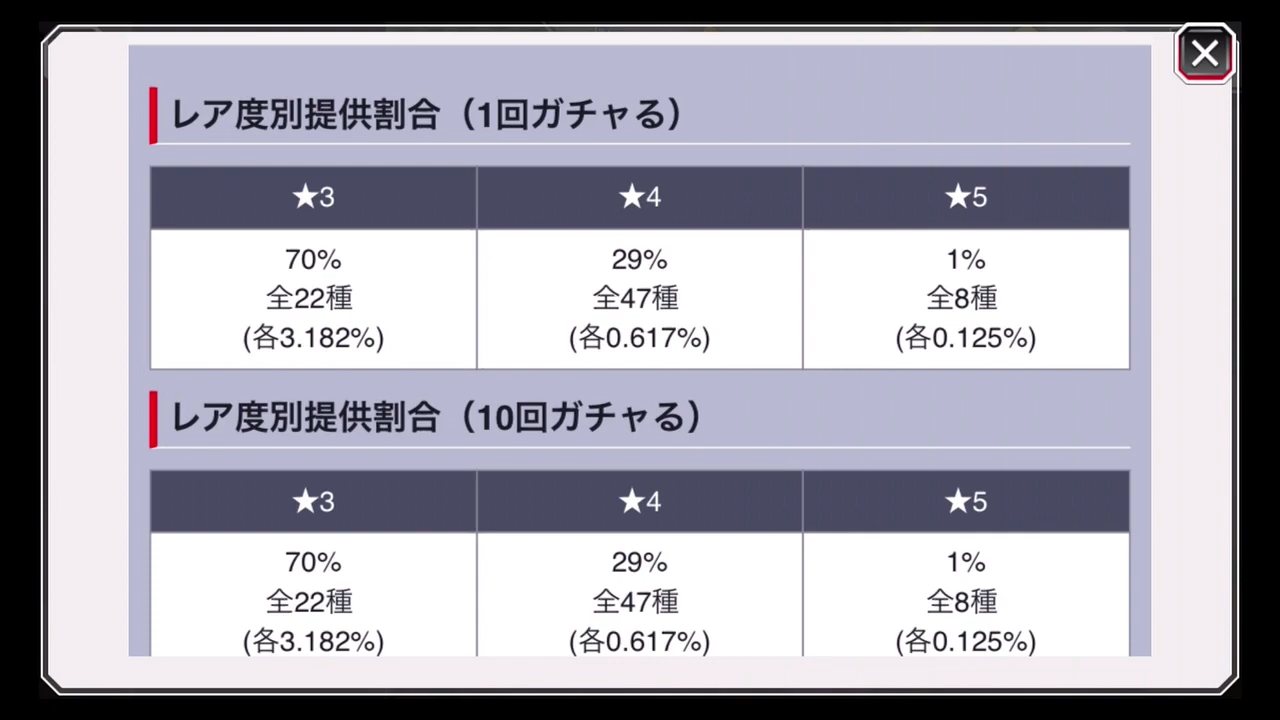 レア度別提供割合（1回ガチャる）
★3 ★4 ★5
70% 29% 1%
全22種 全47種 全8種
(各3.182%) (各0.617%) (各0.125%)
レア度別提供割合（10回ガチャる）
★3 ★4 ★5
70% 29% 1%
全22種 全47種 全8種
(各3.182%) (各0.617%) (各0.125%)